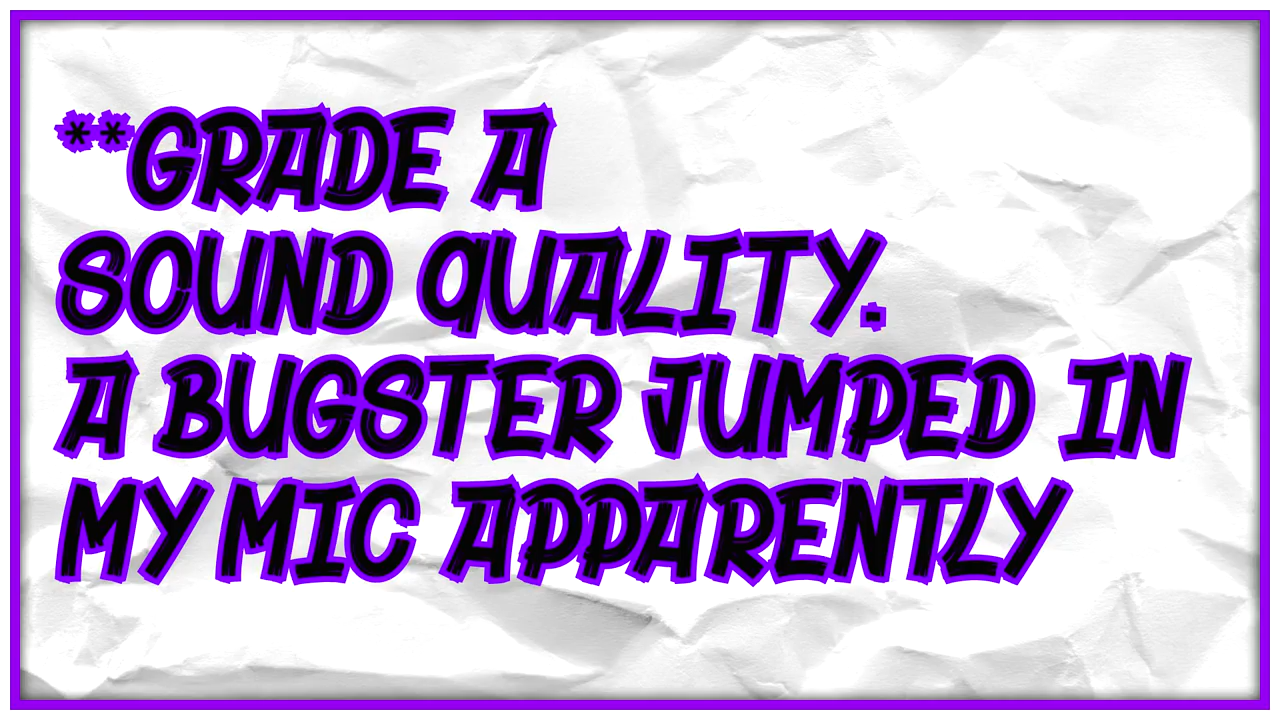 **GRADE A
SOUND QUALITY.
A BUGSTER JUMPED IN
MY MIC APPARENTLY